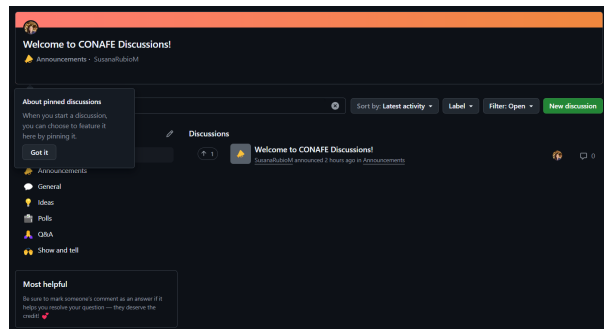 Welcome to CONAFE Discussions!
Announcements · SusanaRubioM
About pinned discussions
When you start a discussion,
you can choose to feature it
here by pinning it.
Got it
Sort by: Latest activity
Label
Filter: Open
New discussion
Discussions
↑ 1
Welcome to CONAFE Discussions!
SusanaRubioM announced 2 hours ago in Announcements
0
Announcements
General
Ideas
Polls
Q&A
Show and tell
Most helpful
Be sure to mark someone's comment as an answer if it
helps you resolve your question — they deserve the
credit! 💕